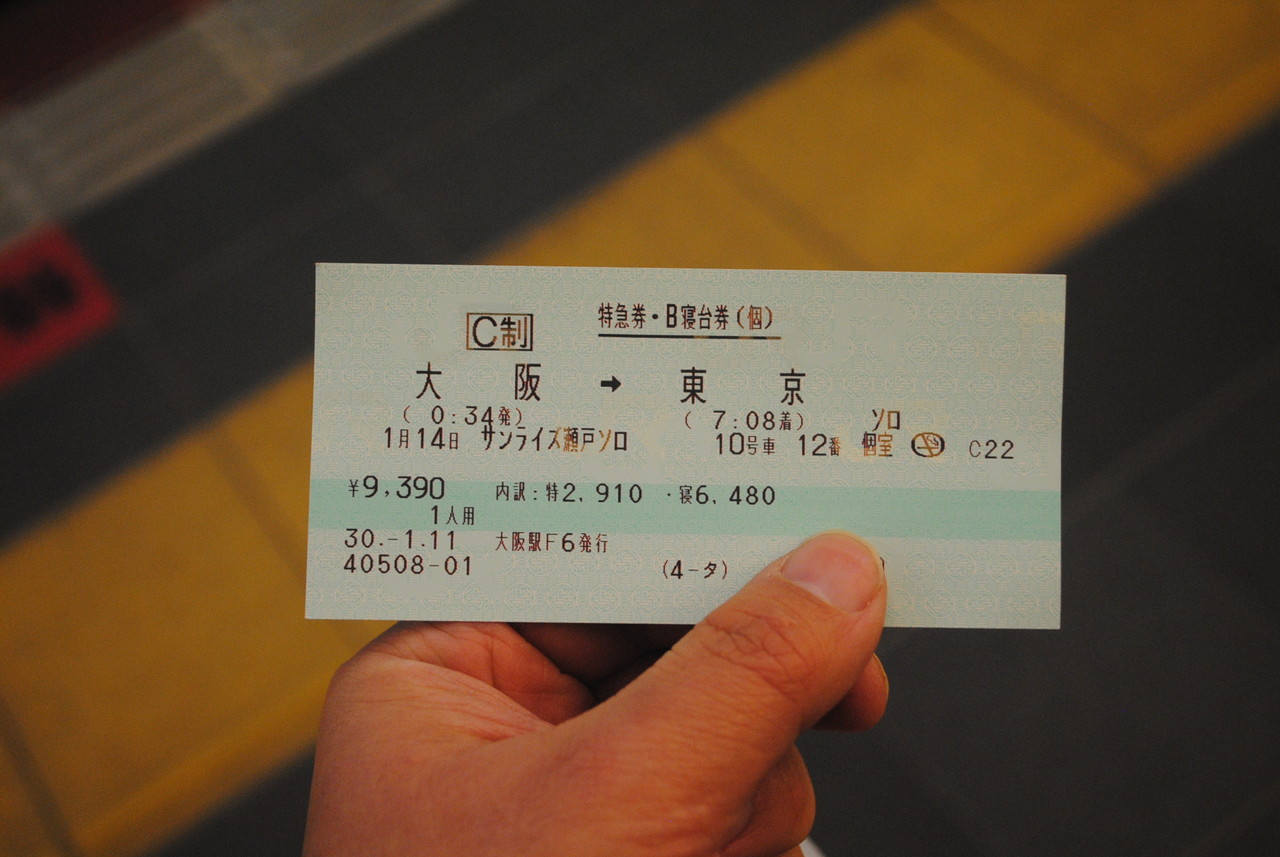 C制 特急券・B寝台券(個)
大阪 ➡ 東京
( 0:34発) ( 7:08着) ソロ
1月14日 サンライズ瀬戸ソロ 10号車 12番 個室 C22
¥9,390 内訳:特2,910 ・寝6,480
1人用
30.-1.11 大阪駅F6発行
40508-01 (4-タ)